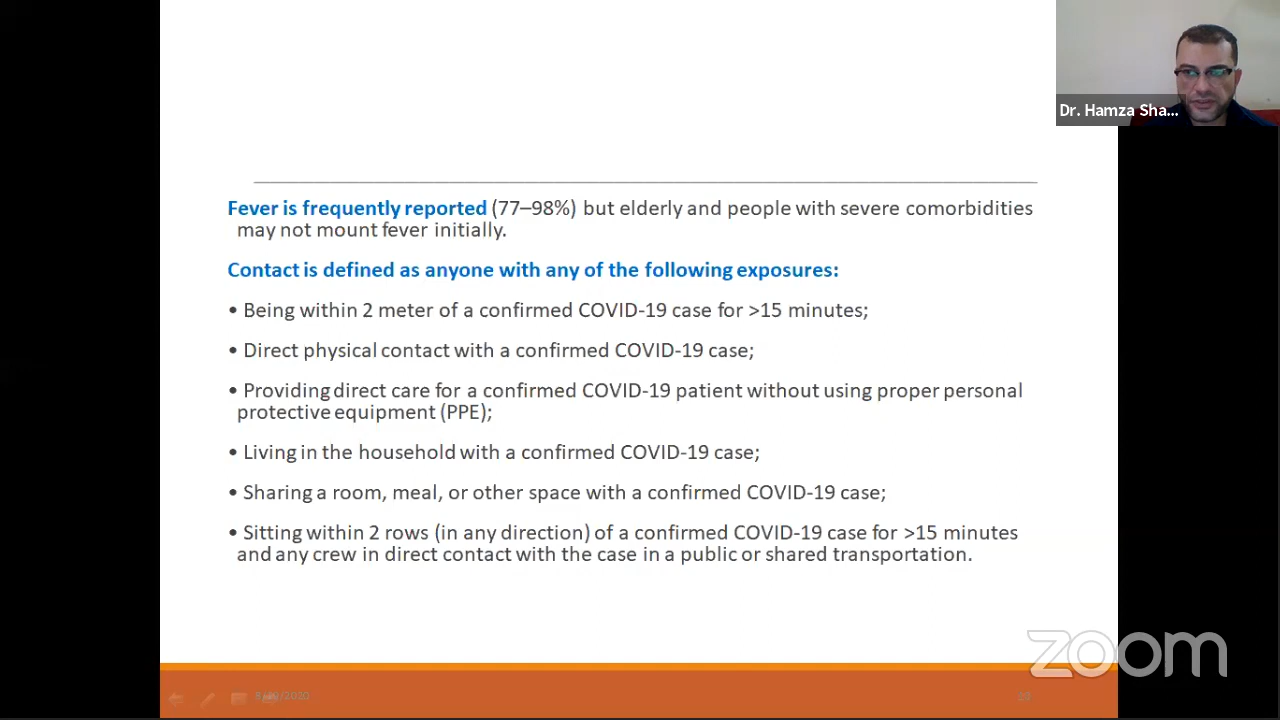 Dr. Hamza Sha...
Fever is frequently reported (77–98%) but elderly and people with severe comorbidities
may not mount fever initially.
Contact is defined as anyone with any of the following exposures:
• Being within 2 meter of a confirmed COVID-19 case for >15 minutes;
• Direct physical contact with a confirmed COVID-19 case;
• Providing direct care for a confirmed COVID-19 patient without using proper personal
protective equipment (PPE);
• Living in the household with a confirmed COVID-19 case;
• Sharing a room, meal, or other space with a confirmed COVID-19 case;
• Sitting within 2 rows (in any direction) of a confirmed COVID-19 case for >15 minutes
and any crew in direct contact with the case in a public or shared transportation.
zoom